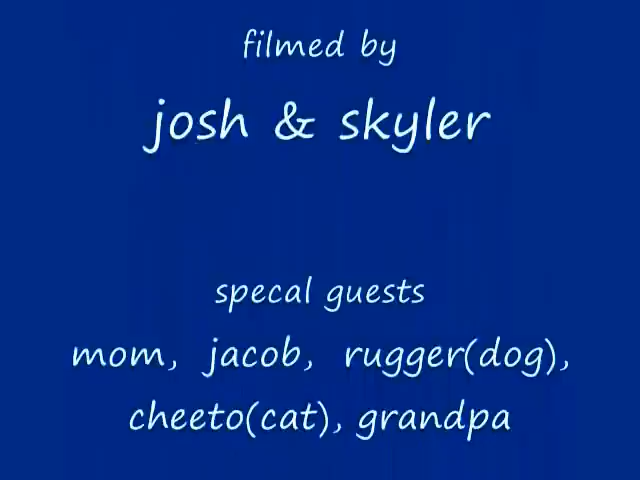 filmed by
josh & skyler
specal guests
mom, jacob, rugger(dog),
cheeto(cat), grandpa